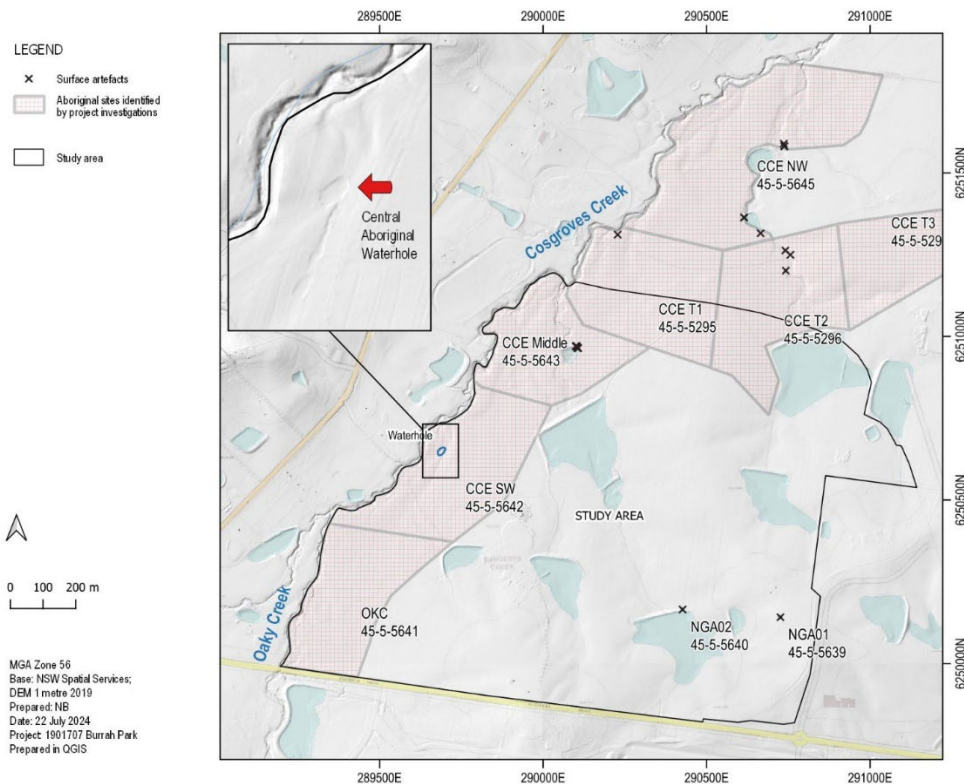 289500E
290000E
290500E
291000E
LEGEND
Surface artefacts
Aboriginal sites identified
by project investigations
Study area
Central
Aboriginal
Waterhole
Cosgroves Creek
CCE NW
45-5-5645
6251500N
CCE T3
45-5-529
CCE T1
45-5-5295
CCE T2
45-5-5296
CCE Middle
45-5-5643
6251000N
Waterhole
CCE SW
45-5-5642
STUDY AREA
6250500N
0 100 200 m
Oaky Creek
OKC
45-5-5641
NGA02
45-5-5640
NGA01
45-5-5639
6250000N
MGA Zone 56
Base: NSW Spatial Services;
DEM 1 metre 2019
Prepared: NB
Date: 22 July 2024
Project: 1901707 Burrah Park
Prepared in QGIS
289500E
290000E
290500E
291000E